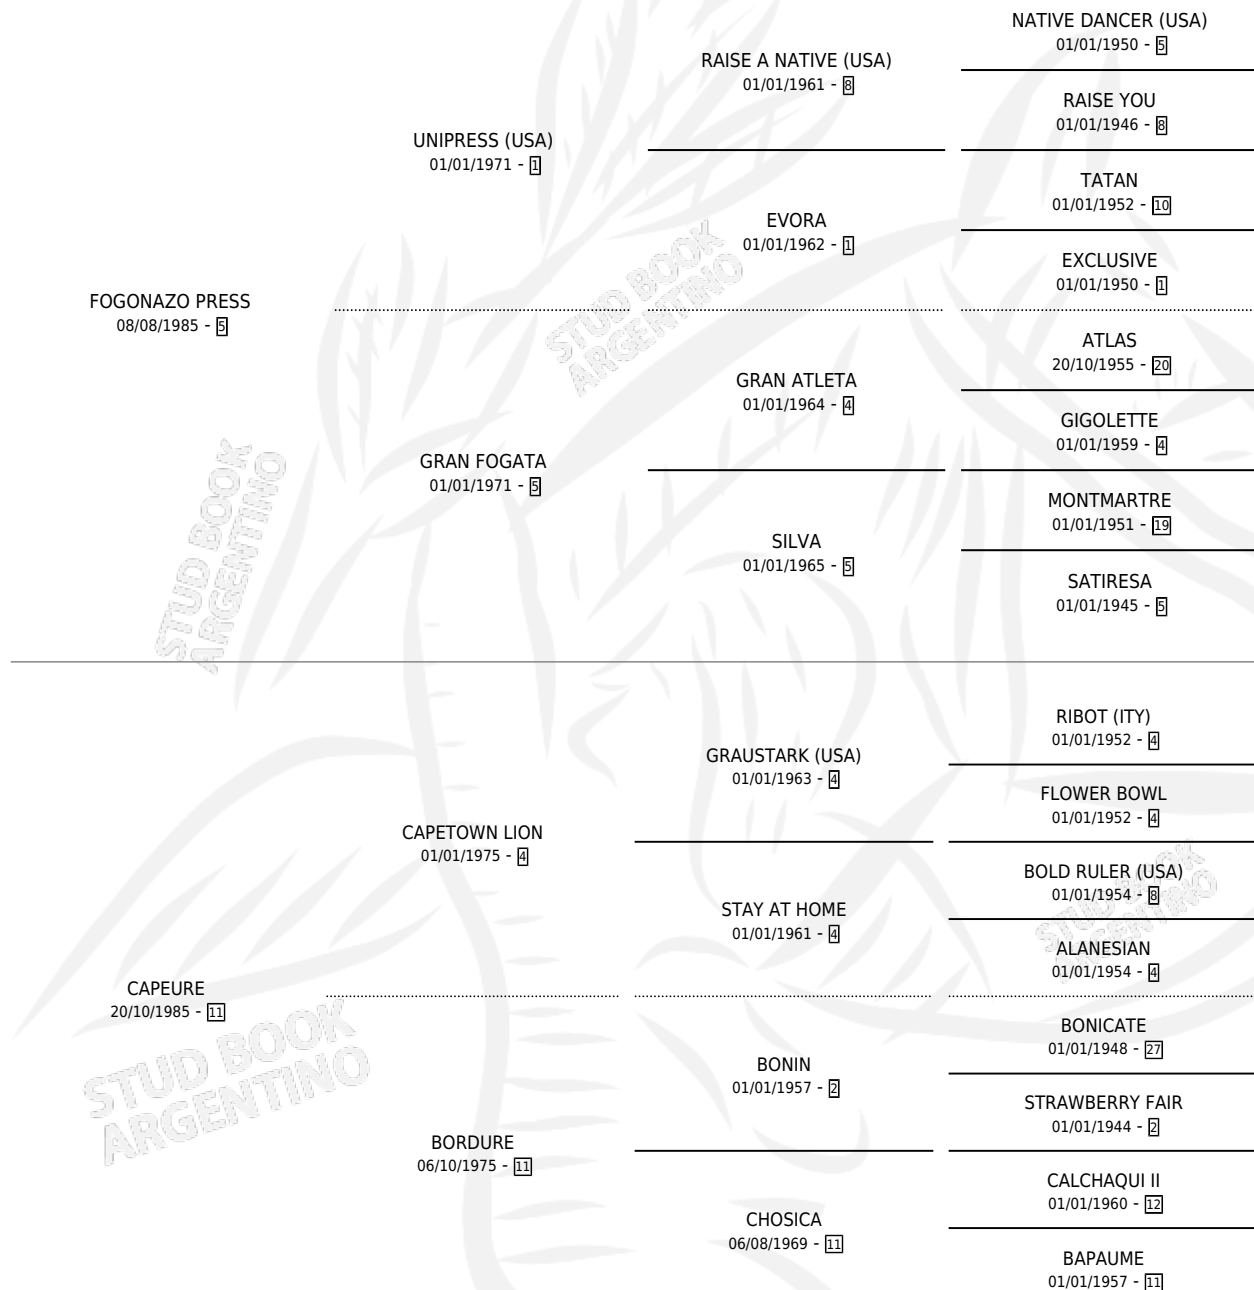 NATIVE DANCER (USA)
01/01/1950 - 5
RAISE A NATIVE (USA)
01/01/1961 - 8
RAISE YOU
01/01/1946 - 8
UNIPRESS (USA)
01/01/1971 - 1
TATAN
01/01/1952 - 10
EVORA
01/01/1962 - 1
EXCLUSIVE
01/01/1950 - 1
FOGONAZO PRESS
08/08/1985 - 5
ATLAS
20/10/1955 - 20
GRAN ATLETA
01/01/1964 - 4
GIGOLETTE
01/01/1959 - 4
GRAN FOGATA
01/01/1971 - 5
MONTMARTRE
01/01/1951 - 19
SILVA
01/01/1965 - 5
SATIRESA
01/01/1945 - 5
STUD BOOK
ARGENTINO
STUD BOOK
ARGENTINO
RIBOT (ITY)
01/01/1952 - 4
GRAUSTARK (USA)
01/01/1963 - 4
FLOWER BOWL
01/01/1952 - 4
CAPETOWN LION
01/01/1975 - 4
BOLD RULER (USA)
01/01/1954 - 8
STAY AT HOME
01/01/1961 - 4
ALANESIAN
01/01/1954 - 4
STUD BOOK
ARGENTINO
CAPEURE
20/10/1985 - 11
BONICATE
01/01/1948 - 27
BONIN
01/01/1957 - 2
STRAWBERRY FAIR
01/01/1944 - 2
BORDURE
06/10/1975 - 11
CALCHAQUI II
01/01/1960 - 12
CHOSICA
06/08/1969 - 11
BAPAUME
01/01/1957 - 11
STUD BOOK
ARGENTINO